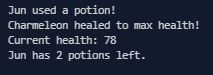 Jun used a potion!
Charmeleon healed to max health!
Current health: 78
Jun has 2 potions left.